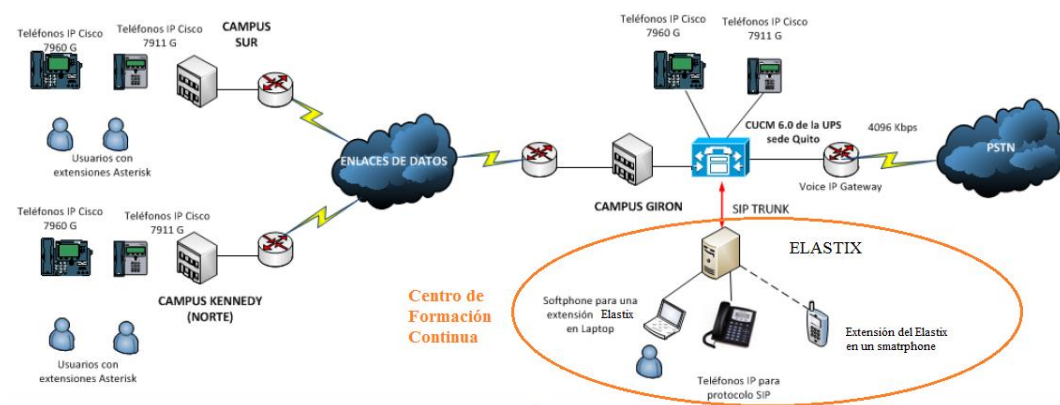 Teléfonos IP Cisco
7960 G
Teléfonos IP Cisco
7911 G
CAMPUS
SUR
Usuarios con
extensiones Asterisk
Teléfonos IP Cisco
7960 G
Teléfonos IP Cisco
7911 G
CAMPUS KENNEDY
(NORTE)
Usuarios con
extensiones Asterisk
ENLACES DE DATOS
CAMPUS GIRON
Teléfonos IP Cisco
7960 G
Teléfonos IP Cisco
7911 G
CUCM 6.0 de la UPS
sede Quito
4096 Kbps
Voice IP Gateway
PSTN
SIP TRUNK
ELASTIX
Centro de
Formación
Continua
Softphone para una
extensión Elastix
en Laptop
Teléfonos IP para
protocolo SIP
Extensión del Elastix
en un smatrphone